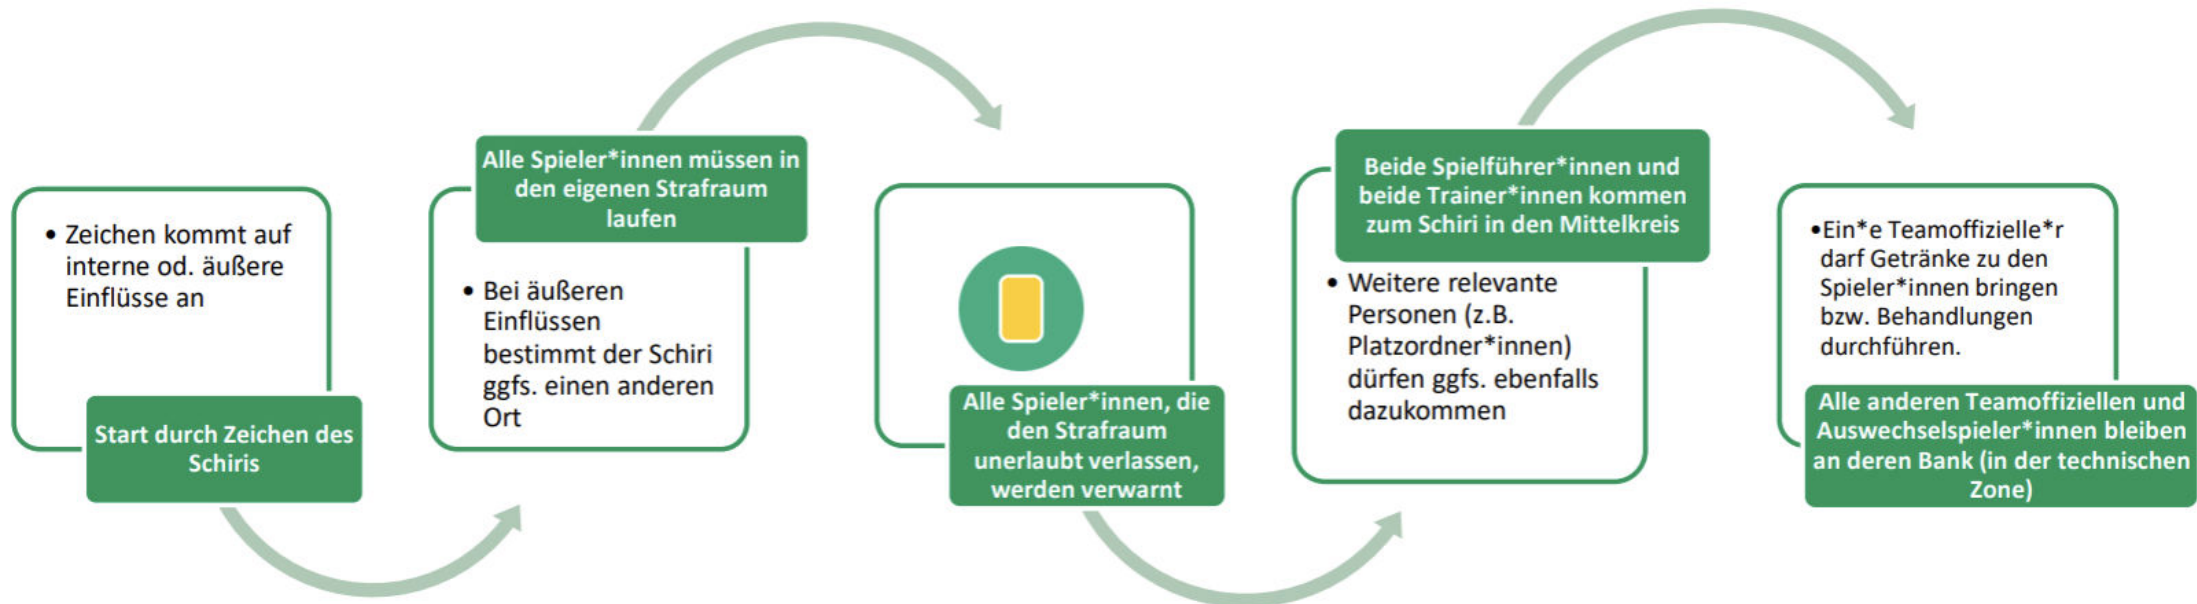 • Zeichen kommt auf
interne od. äußere
Einflüsse an
Start durch Zeichen des
Schiris
Alle Spieler*innen müssen in
den eigenen Strafraum
laufen
• Bei äußeren
Einflüssen
bestimmt der Schiri
ggfs. einen anderen
Ort
Alle Spieler*innen, die
den Strafraum
unerlaubt verlassen,
werden verwarnt
Beide Spielführer*innen und
beide Trainer*innen kommen
zum Schiri in den Mittelkreis
• Weitere relevante
Personen (z.B.
Platzordner*innen)
dürfen ggfs. ebenfalls
dazukommen
•Ein*e Teamoffizielle*r
darf Getränke zu den
Spieler*innen bringen
bzw. Behandlungen
durchführen.
Alle anderen Teamoffiziellen und
Auswechselspieler*innen bleiben
an deren Bank (in der technischen
Zone)